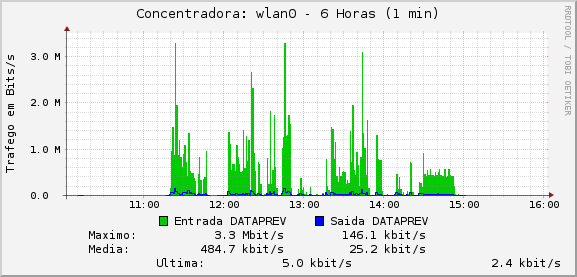 Concentradora: wlan0 - 6 Horas (1 min)
RRDTOOL / TOBI OETIKER
Trafego em Bits/s
3.0 M
2.0 M
1.0 M
0.0
11:00 12:00 13:00 14:00 15:00 16:00
Entrada DATAPREV Saida DATAPREV
Maximo: 3.3 Mbit/s 146.1 kbit/s
Media: 484.7 kbit/s 25.2 kbit/s
Ultima: 5.0 kbit/s 2.4 kbit/s